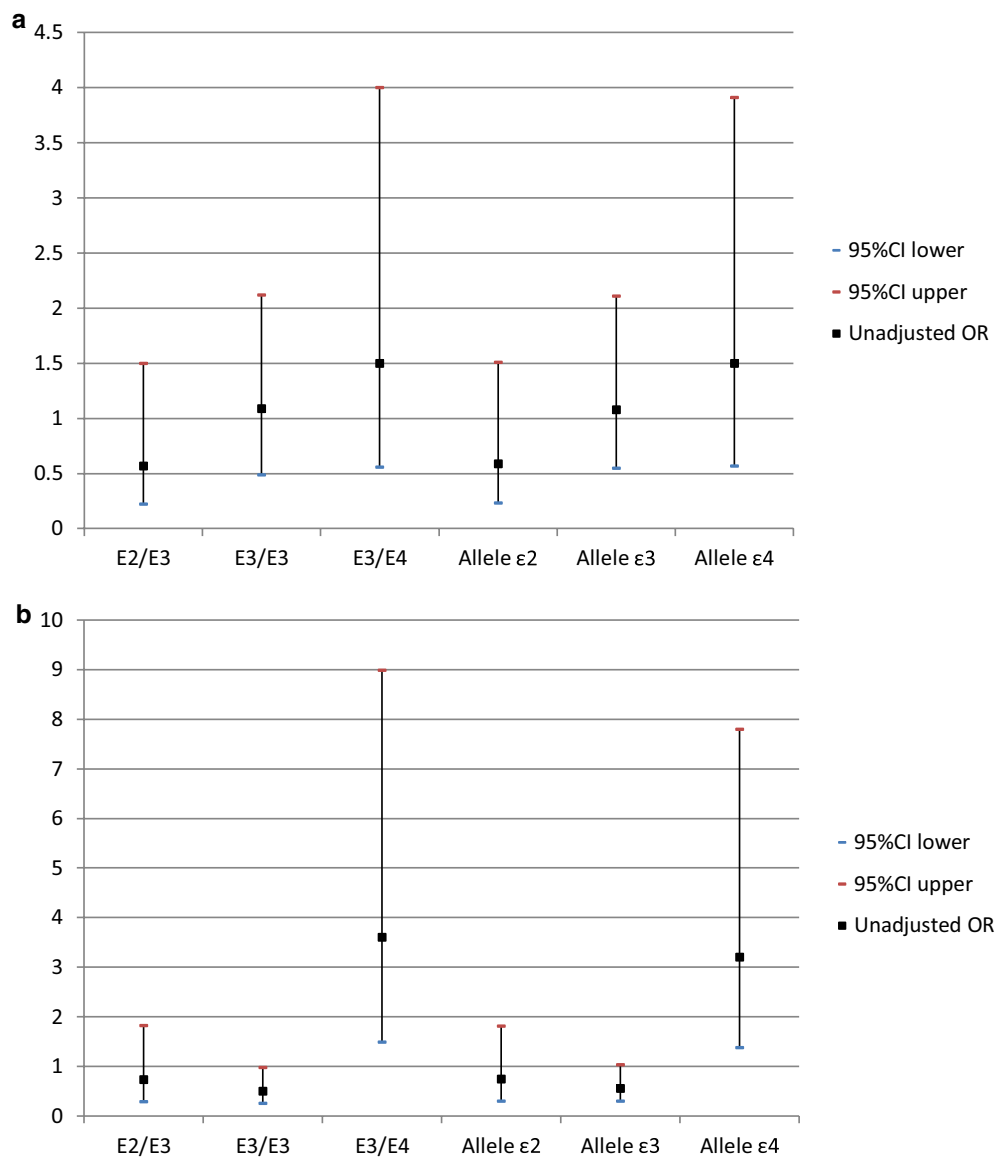 a
4.5
4
3.5
3
2.5
2
1.5
1
0.5
0
E2/E3 E3/E3 E3/E4 Allele ε2 Allele ε3 Allele ε4
95%CI lower
95%CI upper
Unadjusted OR
b
10
9
8
7
6
5
4
3
2
1
0
E2/E3 E3/E3 E3/E4 Allele ε2 Allele ε3 Allele ε4
95%CI lower
95%CI upper
Unadjusted OR